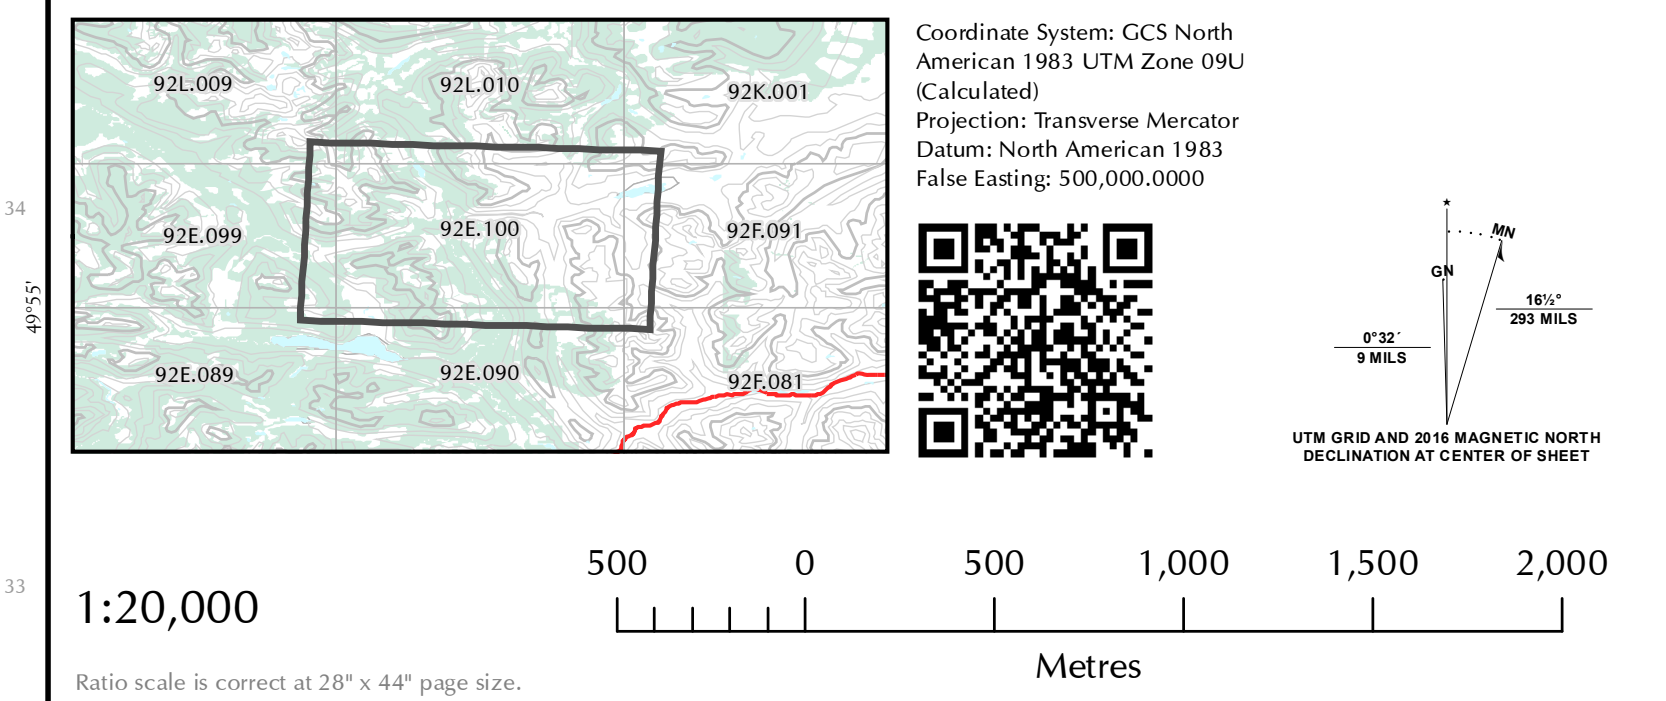 34
49°55'
33
92L.009
92L.010
92K.001
92E.099
92E.100
92F.091
92E.089
92E.090
92F.081
Coordinate System: GCS North
American 1983 UTM Zone 09U
(Calculated)
Projection: Transverse Mercator
Datum: North American 1983
False Easting: 500,000.0000
MN
GN
16½°
293 MILS
0°32´
9 MILS
UTM GRID AND 2016 MAGNETIC NORTH
DECLINATION AT CENTER OF SHEET
1:20,000
500 0 500 1,000 1,500 2,000
Metres
Ratio scale is correct at 28" x 44" page size.